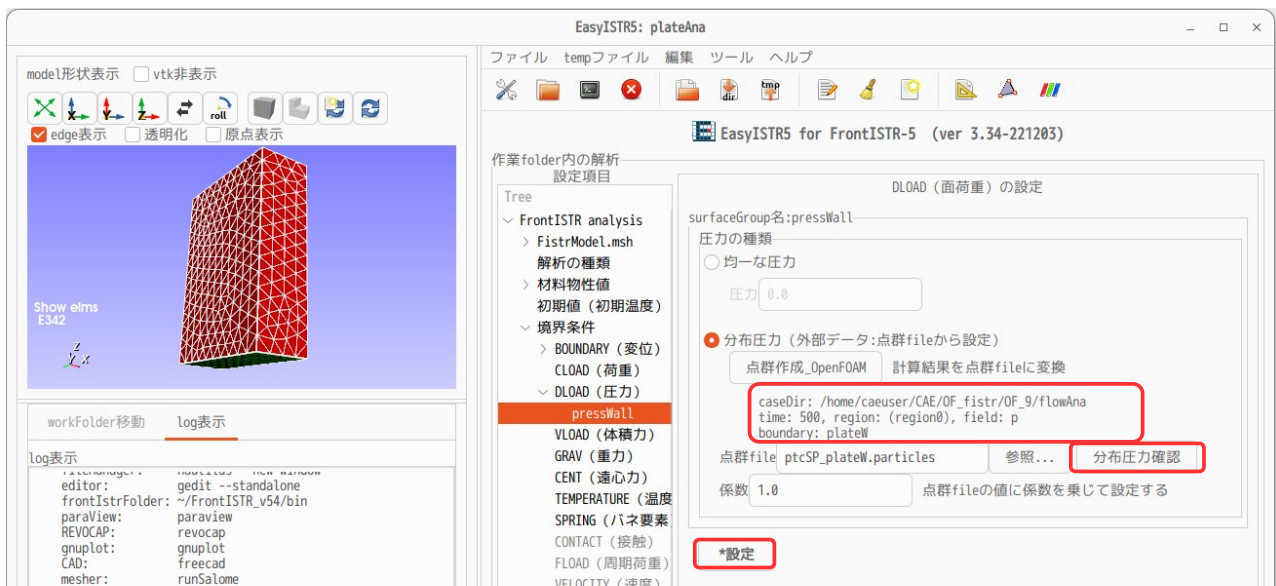 EasyISTR5: plateAna
model形状表示 vtk非表示
roll
edge表示 透明化 原点表示
Show elms
E342
Z
Y X
workFolder移動 log表示
log表示
editor: gedit --standalone
frontIstrFolder: ~/FrontISTR_v54/bin
paraView: paraview
REVOCAP: revocap
gnuplot: gnuplot
CAD: freecad
mesher: runSalome
ファイル tempファイル 編集 ツール ヘルプ
dir tmp
EasyISTR5 for FrontISTR-5 (ver 3.34-221203)
作業folder内の解析
設定項目
Tree
FrontISTR analysis
FistrModel.msh
解析の種類
材料物性値
初期値（初期温度）
境界条件
BOUNDARY（変位）
CLOAD（荷重）
DLOAD（圧力）
pressWall
VLOAD（体積力）
GRAV（重力）
CENT（遠心力）
TEMPERATURE（温度
SPRING（バネ要素
CONTACT（接触）
FLOAD（周期荷重）
VELOCITY（速度）
DLOAD（面荷重）の設定
surfaceGroup名:pressWall
圧力の種類
均一な圧力
圧力 0.0
分布圧力（外部データ:点群fileから設定）
点群作成_OpenFOAM 計算結果を点群fileに変換
caseDir: /home/caeuser/CAE/OF_fistr/OF_9/flowAna
time: 500, region: (region0), field: p
boundary: plateW
点群file ptcSP_plateW.particles 参照... 分布圧力確認
係数 1.0 点群fileの値に係数を乗じて設定する
*設定